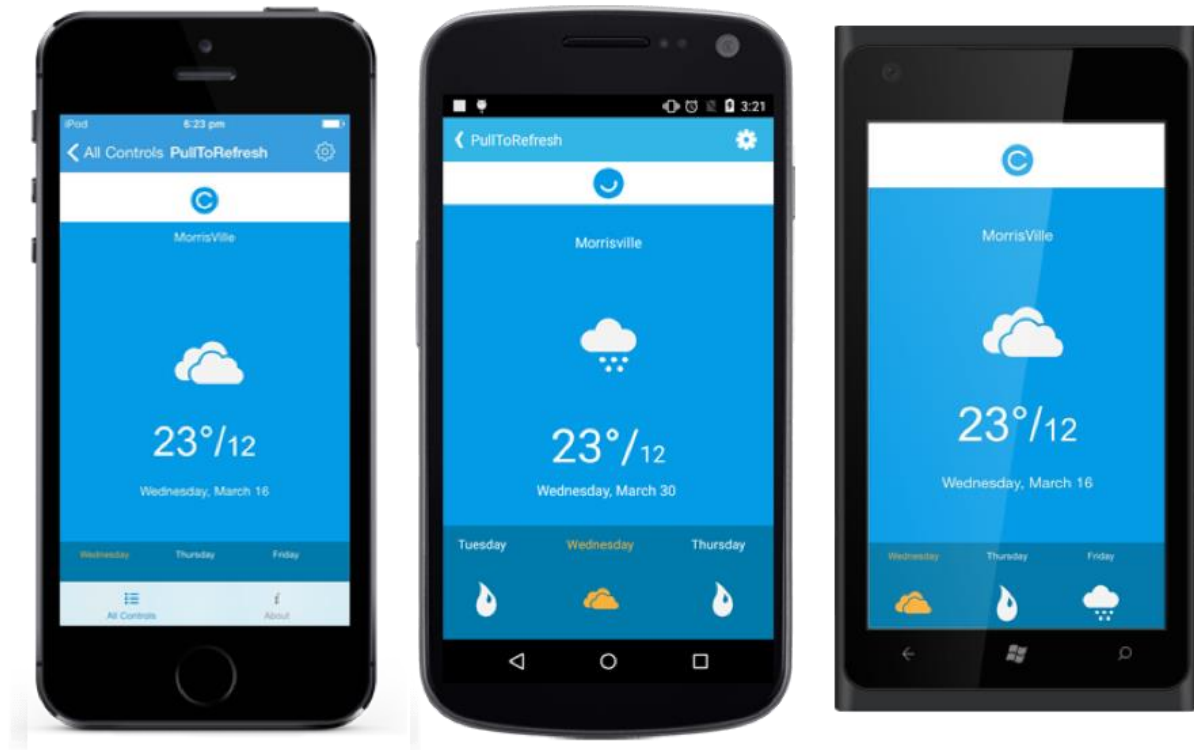 iPod 6:23 pm
All Controls PullToRefresh
MorrisVille
23°/12
Wednesday, March 16
Wednesday Thursday Friday
All Controls About
3:21
PullToRefresh
Morrisville
23°/12
Wednesday, March 30
Tuesday Wednesday Thursday
MorrisVille
23°/12
Wednesday, March 16
Wednesday Thursday Friday